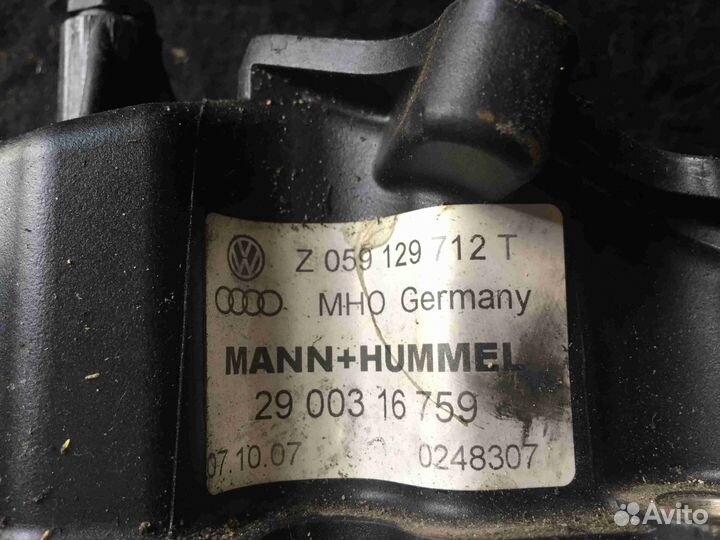 Z 059 129 712 T
MHO Germany
MANN+HUMMEL
29 003 16 759
07.10.07 0248307
Avito